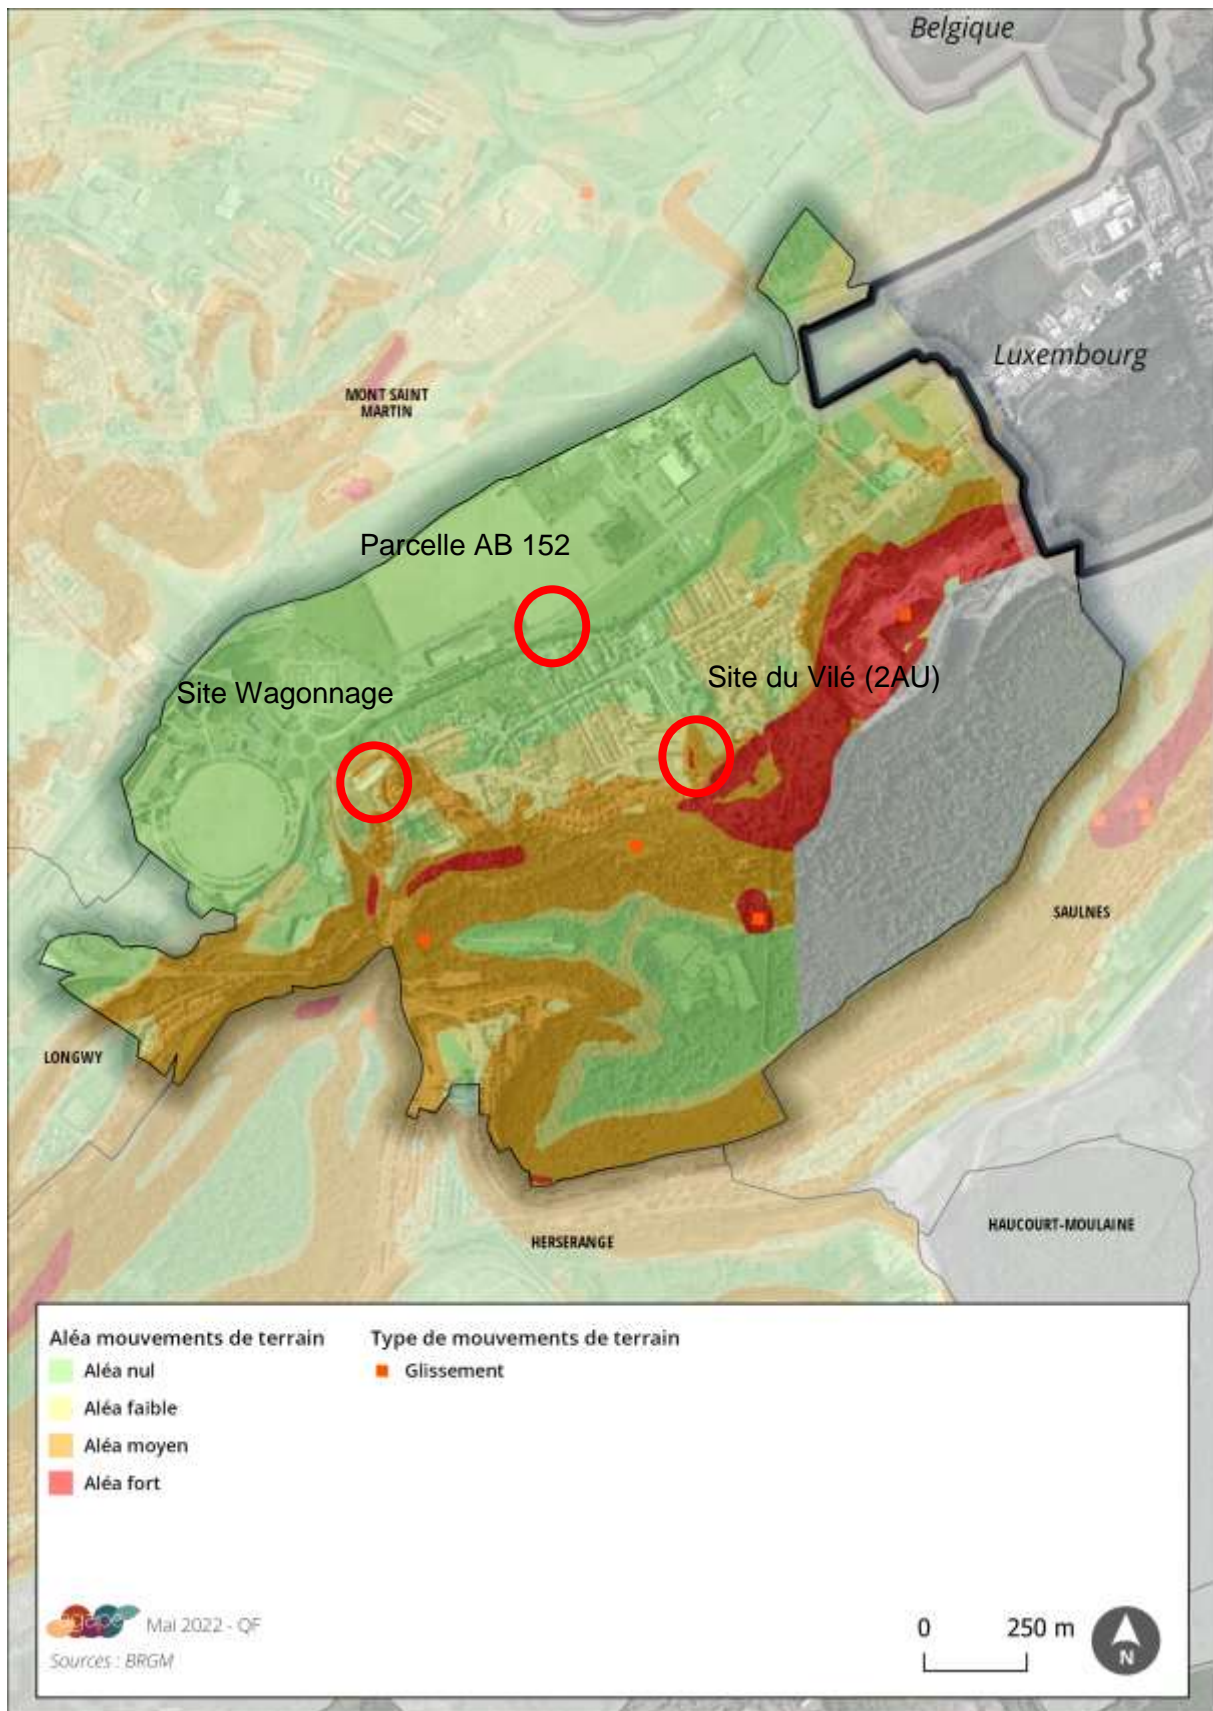 Belgique
Luxembourg
MONT SAINT
MARTIN
Parcelle AB 152
Site Wagonnage
Site du Vilé (2AU)
SAULNES
LONGWY
HERSERANGE
HAUCOURT-MOULAINE
Aléa mouvements de terrain
Aléa nul
Aléa faible
Aléa moyen
Aléa fort
Type de mouvements de terrain
Glissement
agape Mai 2022 - QF
Sources : BRGM
0 250 m
N